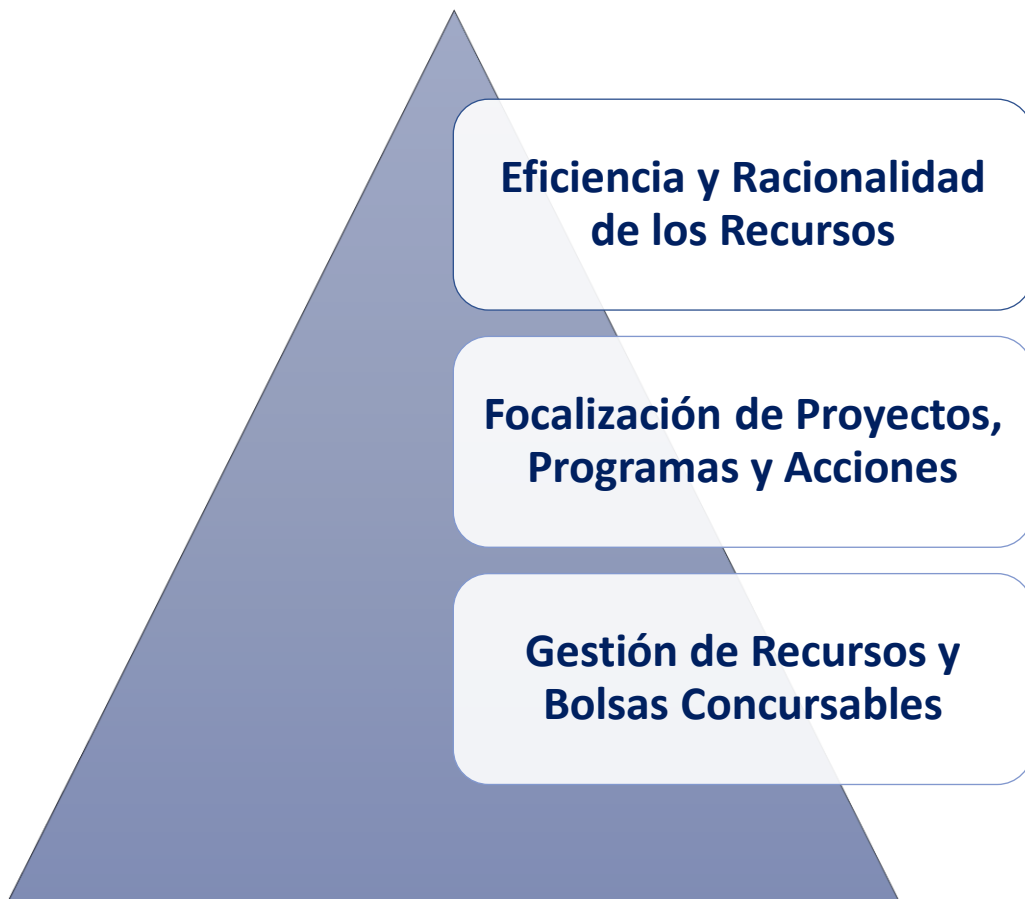 Eficiencia y Racionalidad
de los Recursos
Focalización de Proyectos,
Programas y Acciones
Gestión de Recursos y
Bolsas Concursables